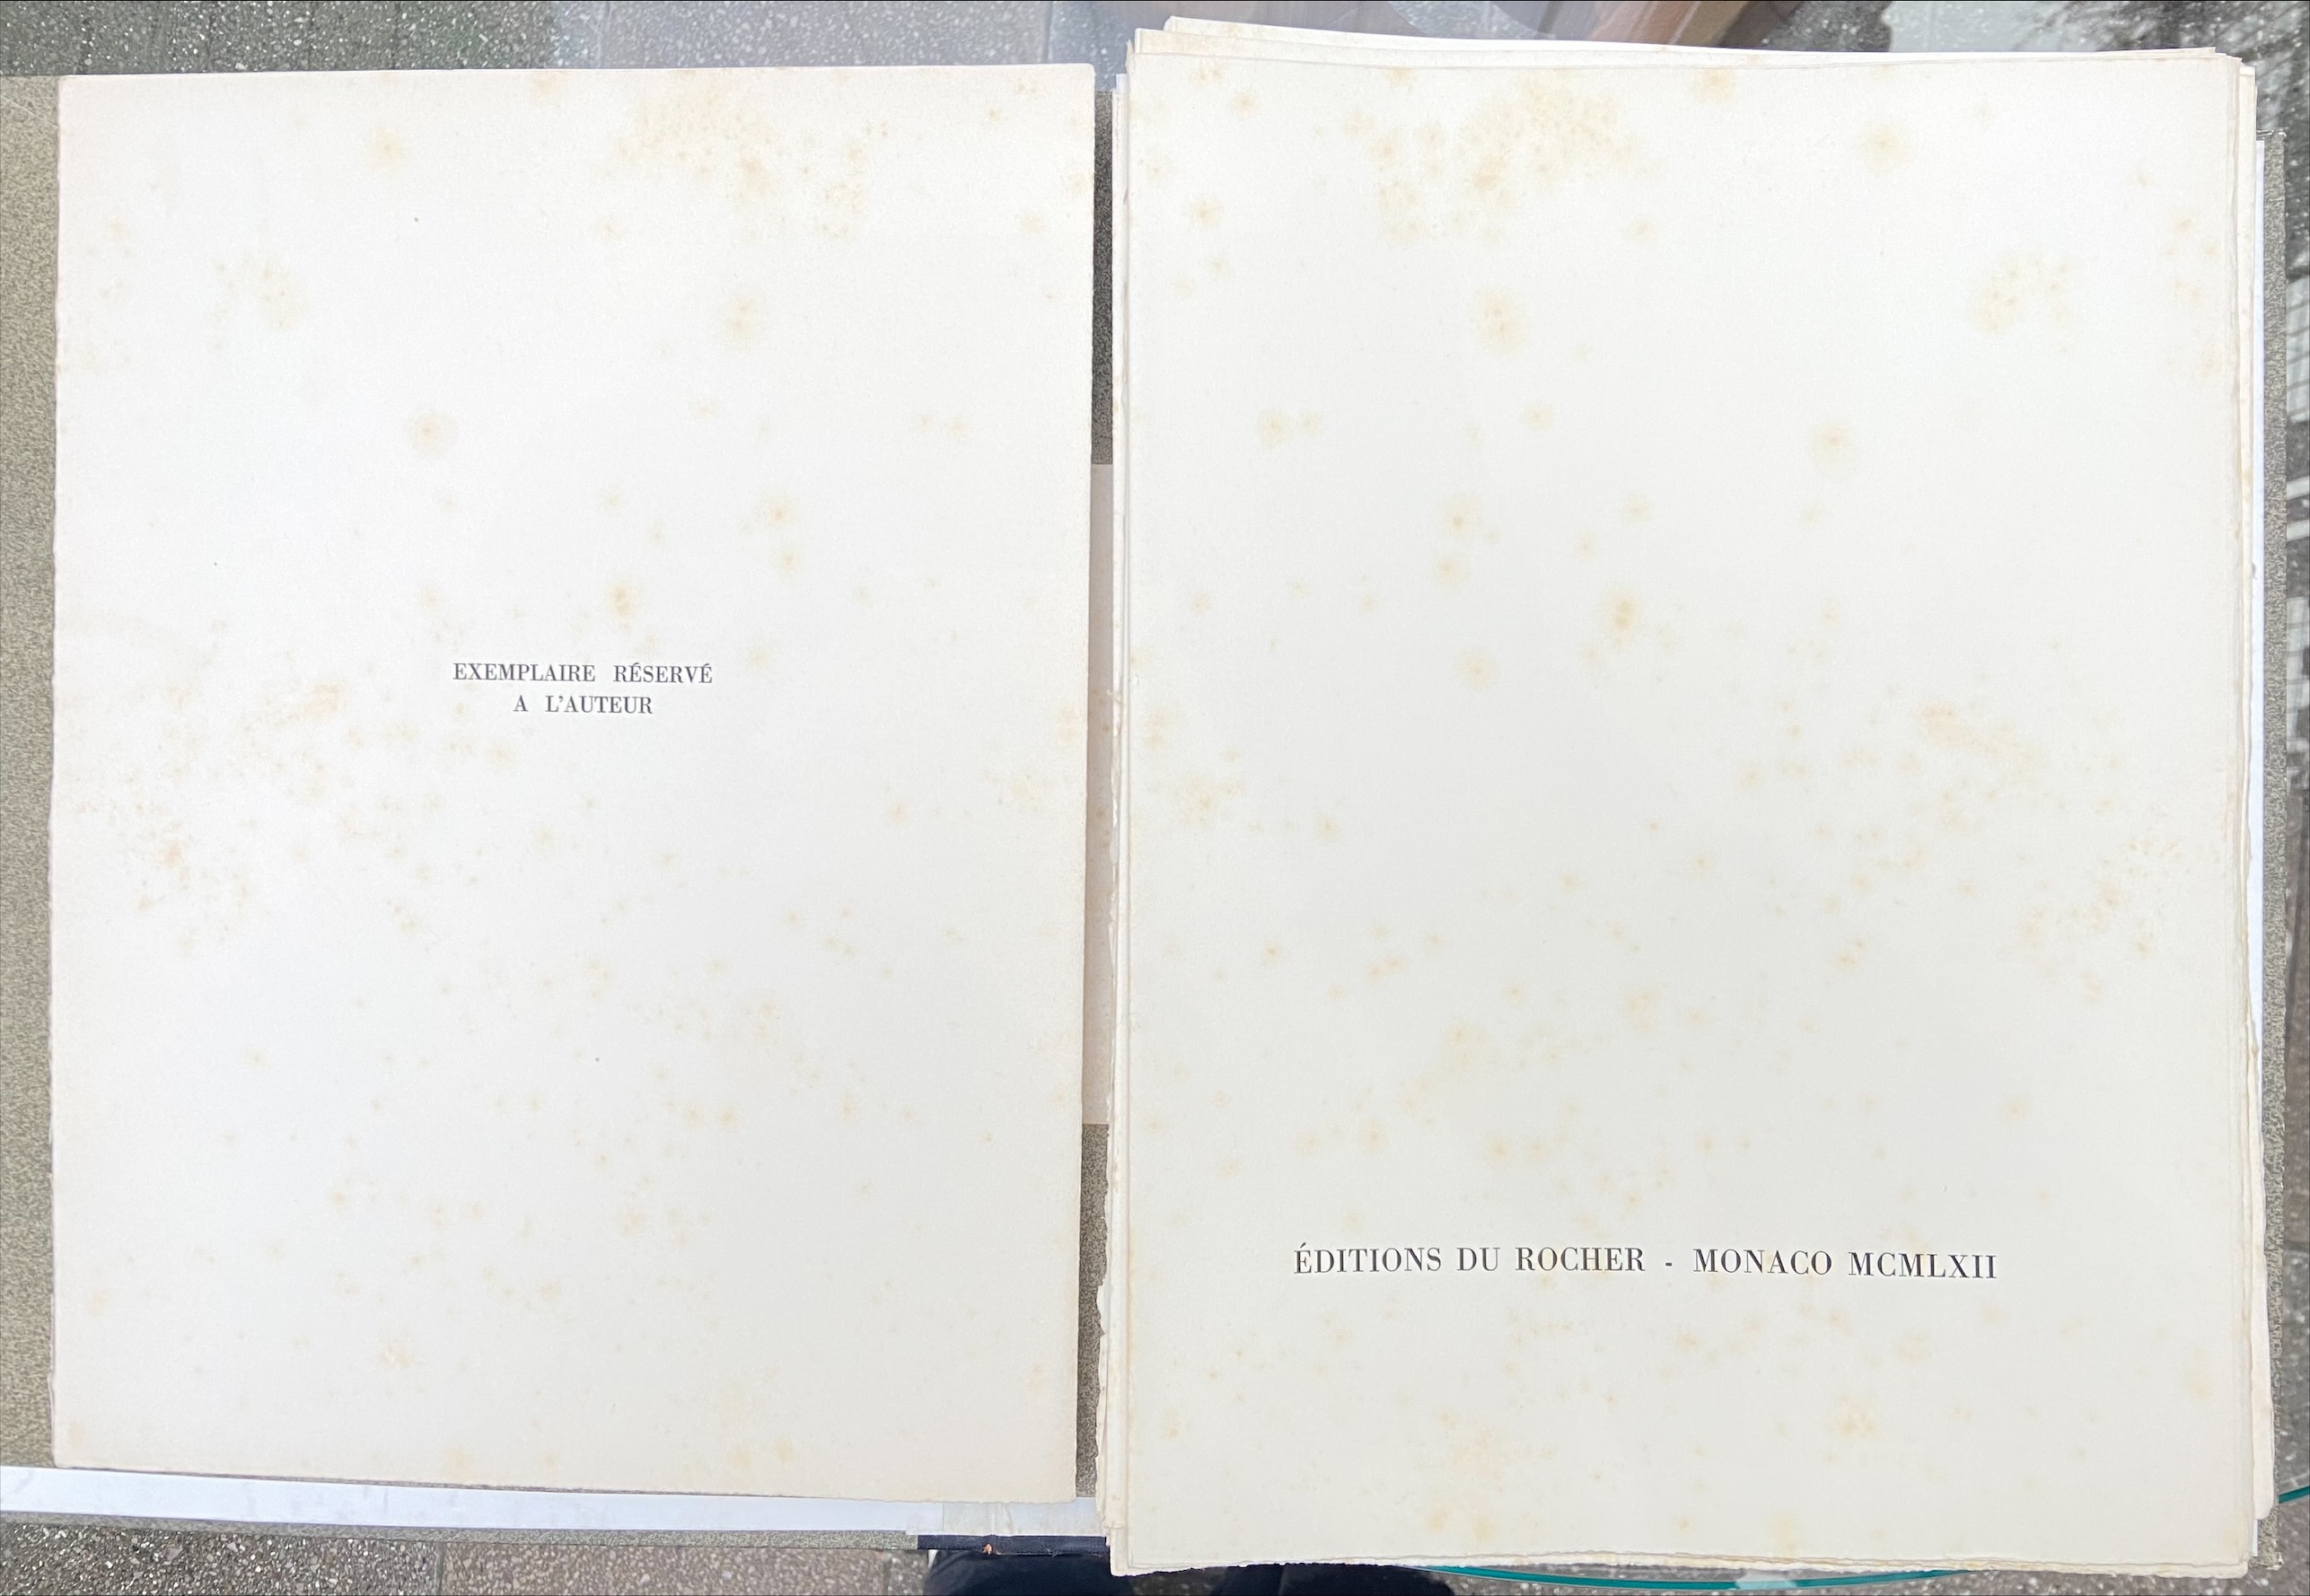 EXEMPLAIRE RÉSERVÉ
A L'AUTEUR
ÉDITIONS DU ROCHER - MONACO MCMLXII